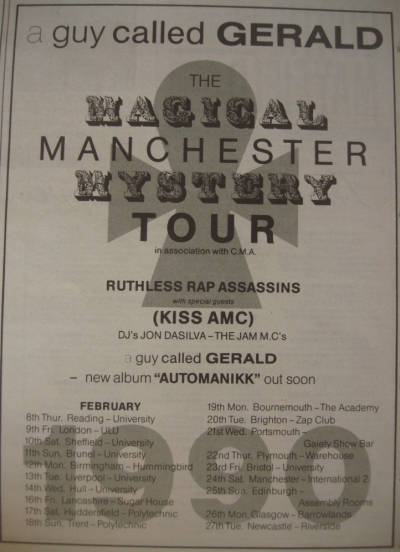 a guy called GERALD
THE
MAGICAL
MANCHESTER
MYSTERY
TOUR
in association with C.M.A.
RUTHLESS RAP ASSASSINS
with special guests
(KISS AMC)
DJ's JON DASILVA – THE JAM M.C's
a guy called GERALD
– new album "AUTOMANIKK" out soon
1990
FEBRUARY
8th Thur. Reading – University
9th Fri. London – ULU
10th Sat. Sheffield – University
11th Sun. Brunel – University
12th Mon. Birmingham – Hummingbird
13th Tue. Liverpool – University
14th Wed. Hull – University
16th Fri. Lancashire – Sugar House
17th Sat. Huddersfield – Polytechnic
18th Sun. Trent – Polytechnic
19th Mon. Bournemouth – The Academy
20th Tue. Brighton – Zap Club
21st Wed. Portsmouth –
Gaiety Show Bar
22nd Thur. Plymouth – Warehouse
23rd Fri. Bristol – University
24th Sat. Manchester – International 2
25th Sun. Edinburgh –
Assembly Rooms
26th Mon. Glasgow – Barrowlands
27th Tue. Newcastle – Riverside